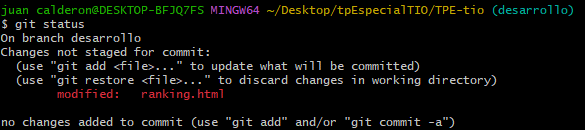 juan calderon@DESKTOP-BFJQ7FS MINGW64 ~/Desktop/tpEspecialTIO/TPE-tio (desarrollo)
$ git status
On branch desarrollo
Changes not staged for commit:
  (use "git add <file>..." to update what will be committed)
  (use "git restore <file>..." to discard changes in working directory)
        modified:   ranking.html

no changes added to commit (use "git add" and/or "git commit -a")